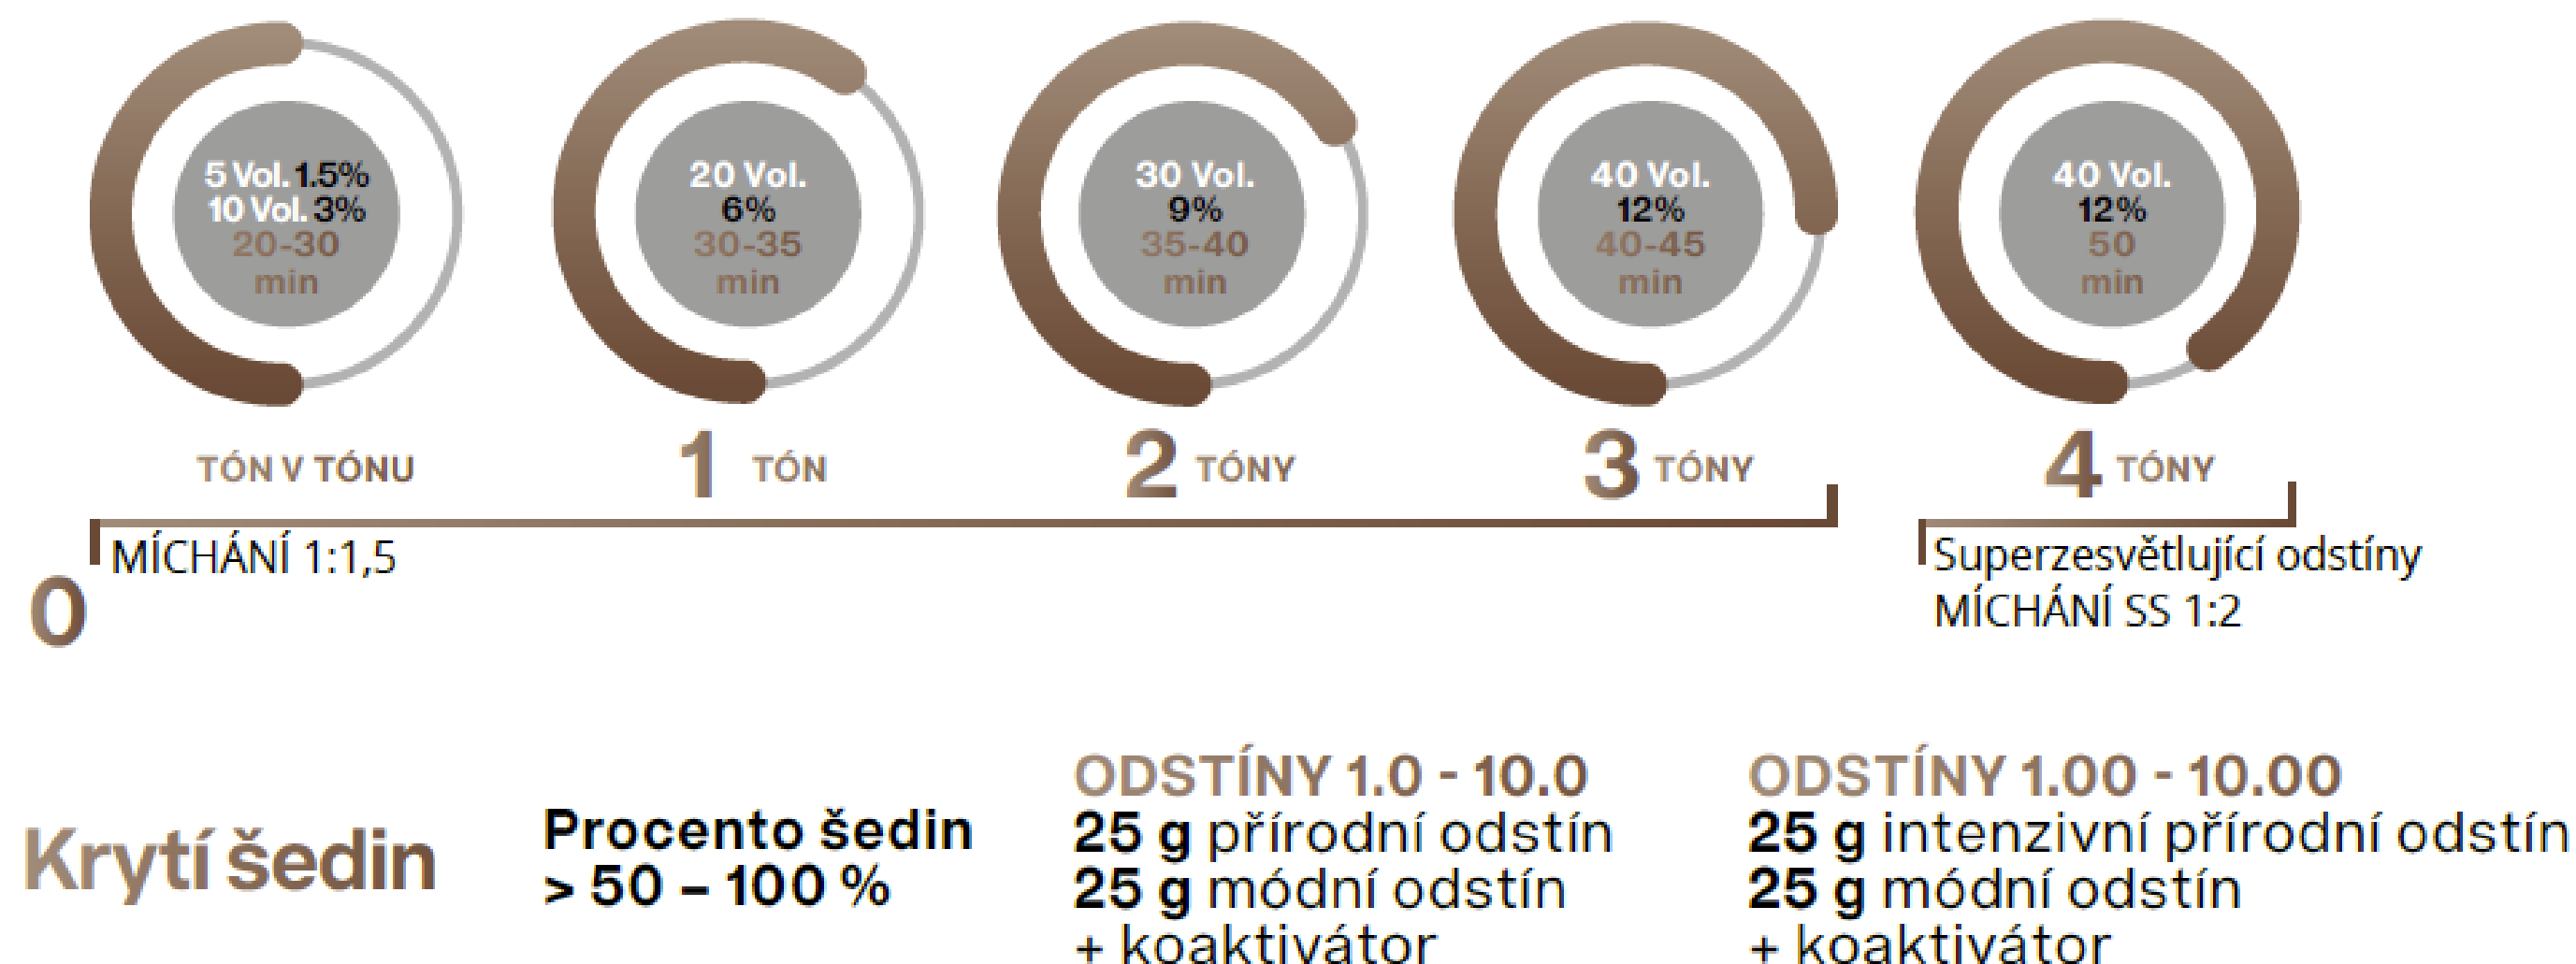 5 Vol. 1.5%
10 Vol. 3%
20-30
min
TÓN V TÓNU
20 Vol.
6%
30-35
min
1 TÓN
30 Vol.
9%
35-40
min
2 TÓNY
40 Vol.
12%
40-45
min
3 TÓNY
40 Vol.
12%
50
min
4 TÓNY
0
MÍCHÁNÍ 1:1,5
Superzesvětlující odstíny
MÍCHÁNÍ SS 1:2
Krytí šedin
Procento šedin
> 50 – 100 %
ODSTÍNY 1.0 - 10.0
25 g přírodní odstín
25 g módní odstín
+ koaktivátor
ODSTÍNY 1.00 - 10.00
25 g intenzivní přírodní odstín
25 g módní odstín
+ koaktivátor